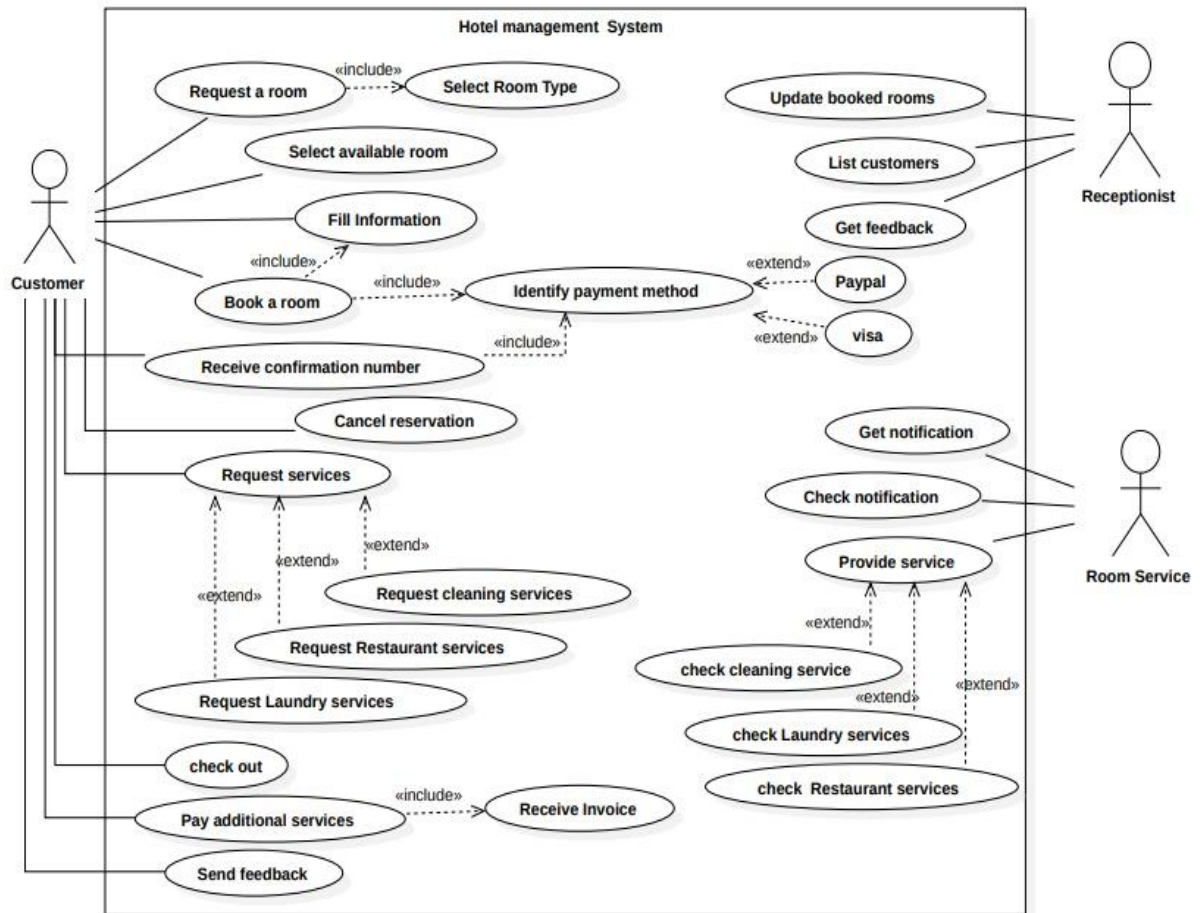 Hotel management  System
Request a room
«include»
Select Room Type
Update booked rooms
Select available room
List customers
Receptionist
Fill Information
Get feedback
Customer
«include»
«include»
«extend»
Paypal
Book a room
Identify payment method
visa
«extend»
«include»
Receive confirmation number
Cancel reservation
Get notification
Request services
Check notification
«extend»
«extend»
«extend»
Provide service
Room Service
Request cleaning services
Request Restaurant services
Request Laundry services
«extend»
check cleaning service
«extend»
«extend»
check Laundry services
check  Restaurant services
check out
«include»
Receive Invoice
Pay additional services
Send feedback